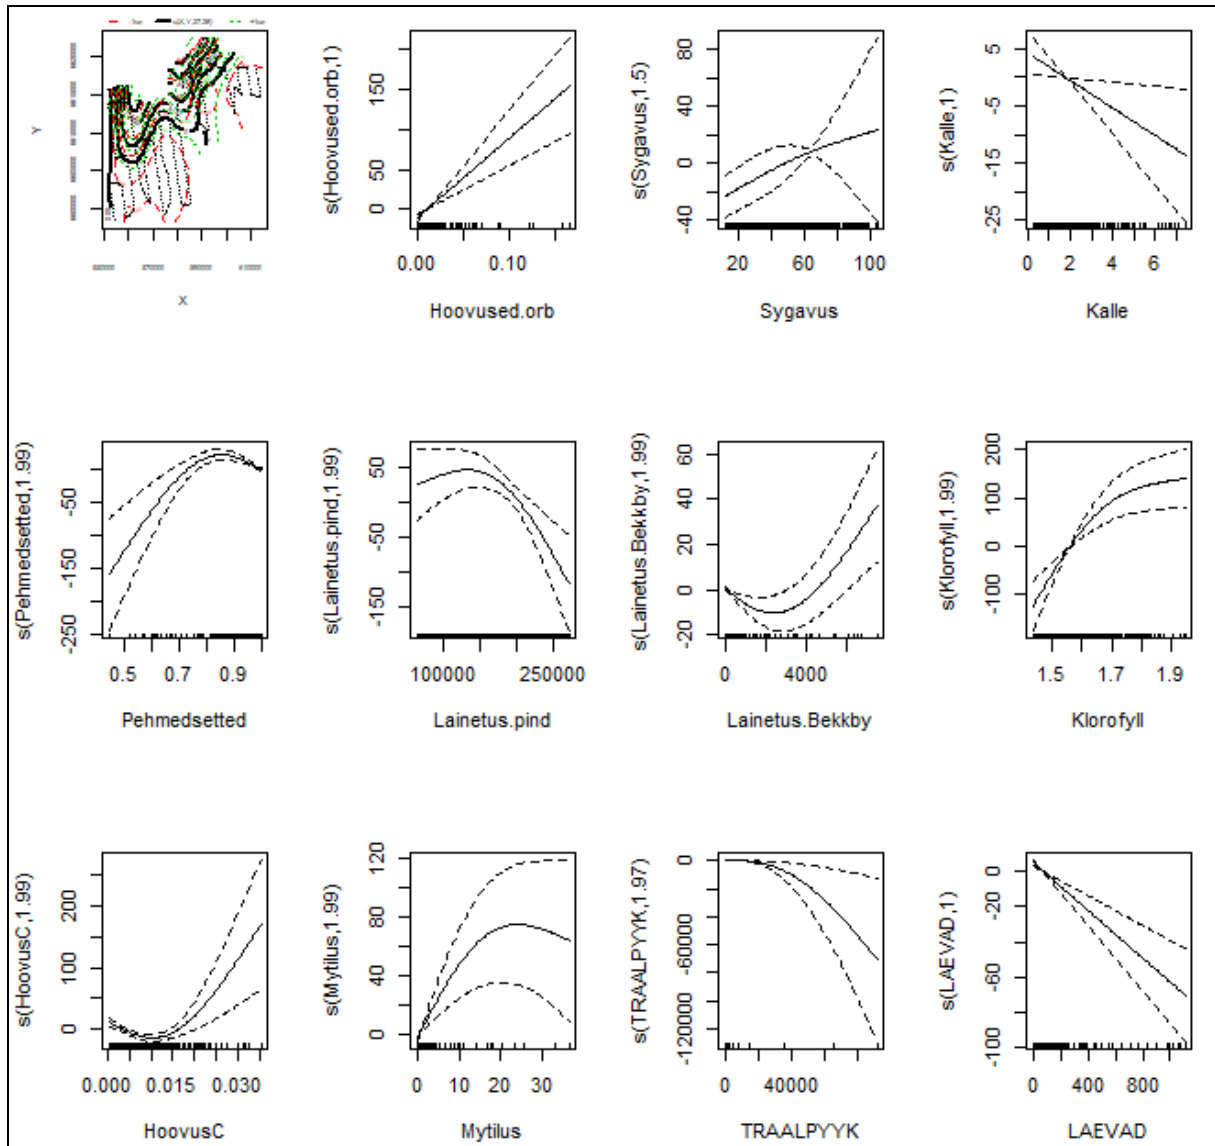 s(X,Y,27.28)
Y
X
s(Hoovused.orb,1)
0 50 150
0.00 0.10
Hoovused.orb
s(Sygavus,1.5)
-40 0 20 40 80
20 60 100
Sygavus
s(Kalle,1)
-25 -15 -5 5
0 2 4 6
Kalle
s(Pehmedsetted,1.99)
-250 -150 -50
0.5 0.7 0.9
Pehmedsetted
s(Lainetus.pind,1.99)
-150 -50 50
100000 250000
Lainetus.pind
s(Lainetus.Bekkby,1.99)
-20 0 20 40 60
0 4000
Lainetus.Bekkby
s(Klorofyll,1.99)
-100 0 100 200
1.5 1.7 1.9
Klorofyll
s(HoovusC,1.99)
0 100 200
0.000 0.015 0.030
HoovusC
s(Mytilus,1.99)
0 40 80 120
0 10 20 30
Mytilus
s(TRAALPYYK,1.97)
-120000 -60000 0
0 40000
TRAALPYYK
s(LAEVAD,1)
-100 -60 -20 0
0 400 800
LAEVAD